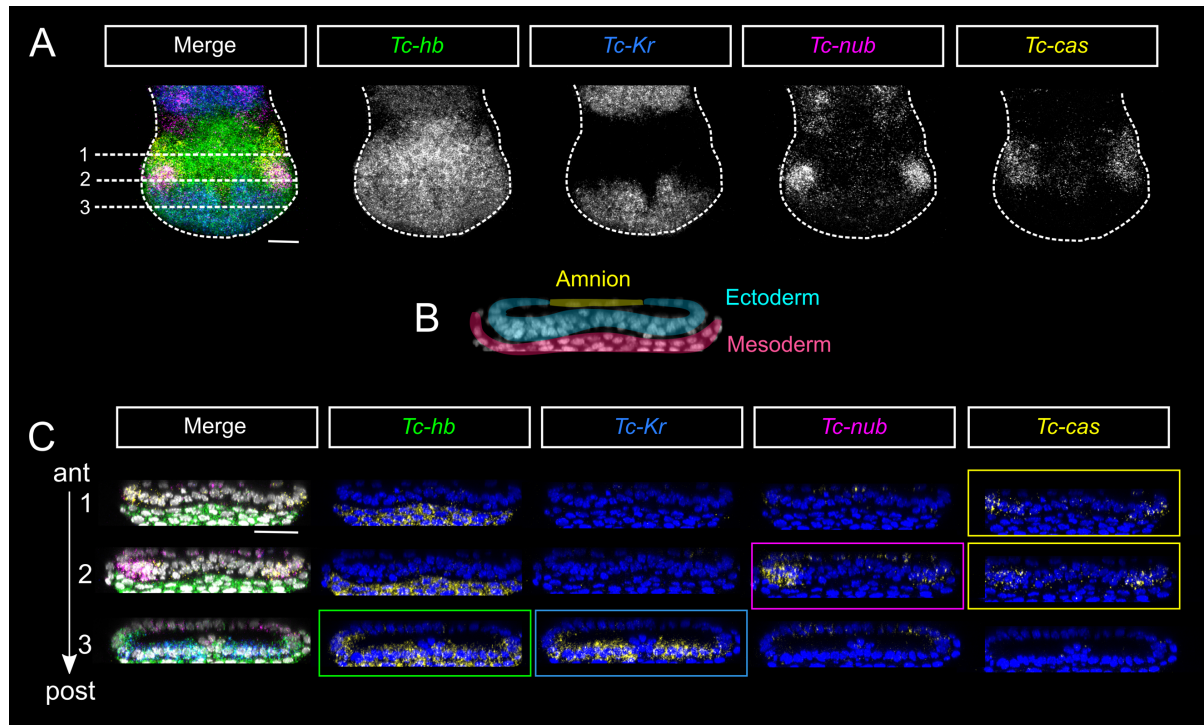 A
Merge
Tc-hb
Tc-Kr
Tc-nub
Tc-cas
1
2
3
Amnion
B
Ectoderm
Mesoderm
C
Merge
Tc-hb
Tc-Kr
Tc-nub
Tc-cas
ant
1
2
3
post